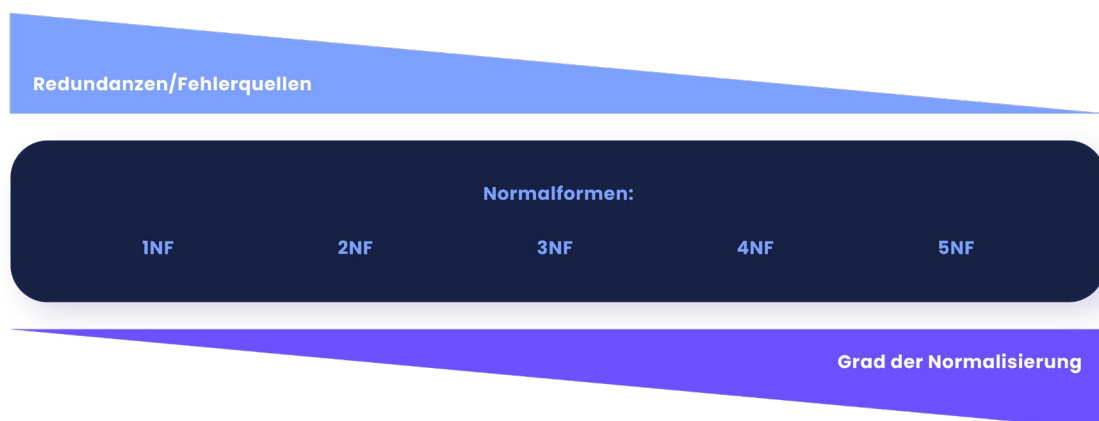 Redundanzen/Fehlerquellen
Normalformen:
1NF 2NF 3NF 4NF 5NF
Grad der Normalisierung